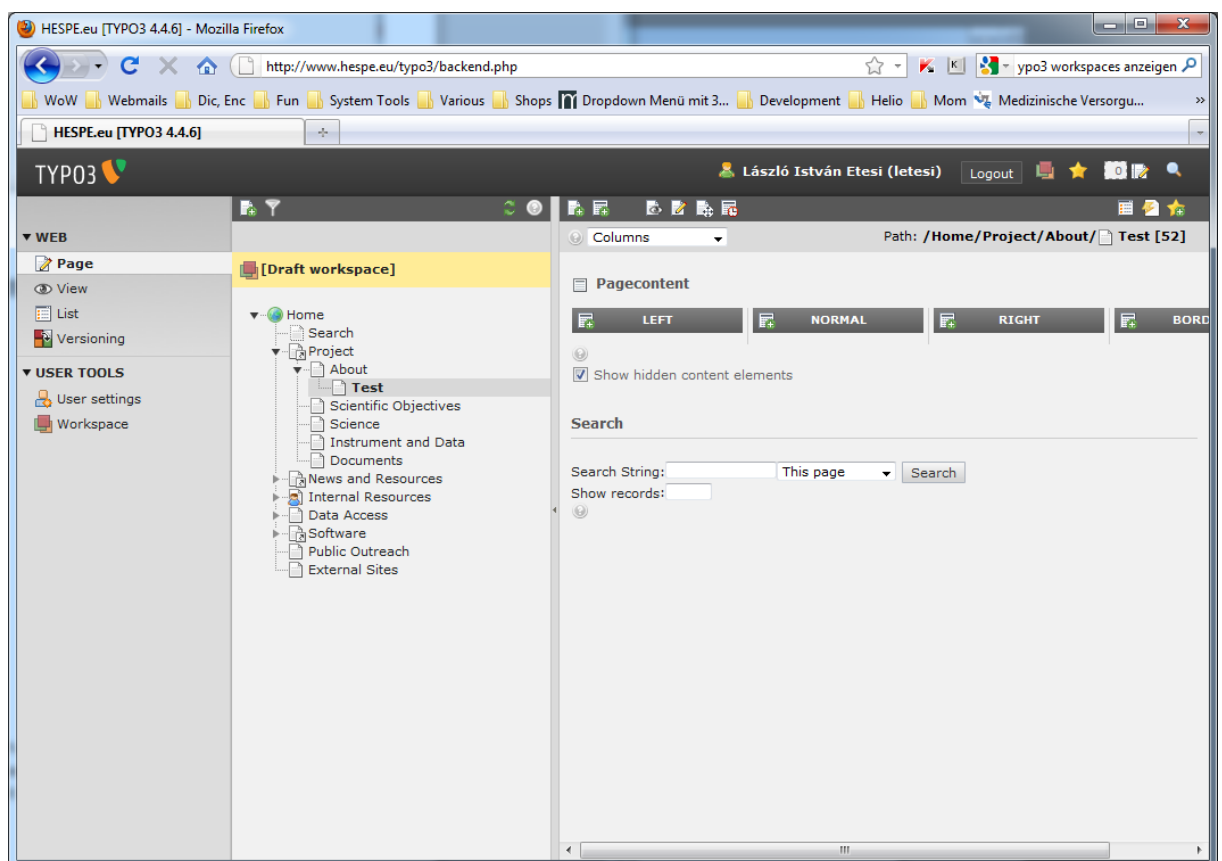 HESPE.eu [TYPO3 4.4.6] - Mozilla Firefox
http://www.hespe.eu/typo3/backend.php
ypo3 workspaces anzeigen
WoW Webmails Dic, Enc Fun System Tools Various Shops Dropdown Menü mit 3... Development Helio Mom Medizinische Versorgu... »
HESPE.eu [TYPO3 4.4.6]
TYPO3
László István Etesi (letesi) Logout 0
WEB
Page
View
List
Versioning
USER TOOLS
User settings
Workspace
[Draft workspace]
Home
Search
Project
About
Test
Scientific Objectives
Science
Instrument and Data
Documents
News and Resources
Internal Resources
Data Access
Software
Public Outreach
External Sites
Columns Path: /Home/Project/About/ Test [52]
Pagecontent
LEFT NORMAL RIGHT BORD
Show hidden content elements
Search
Search String: This page Search
Show records: